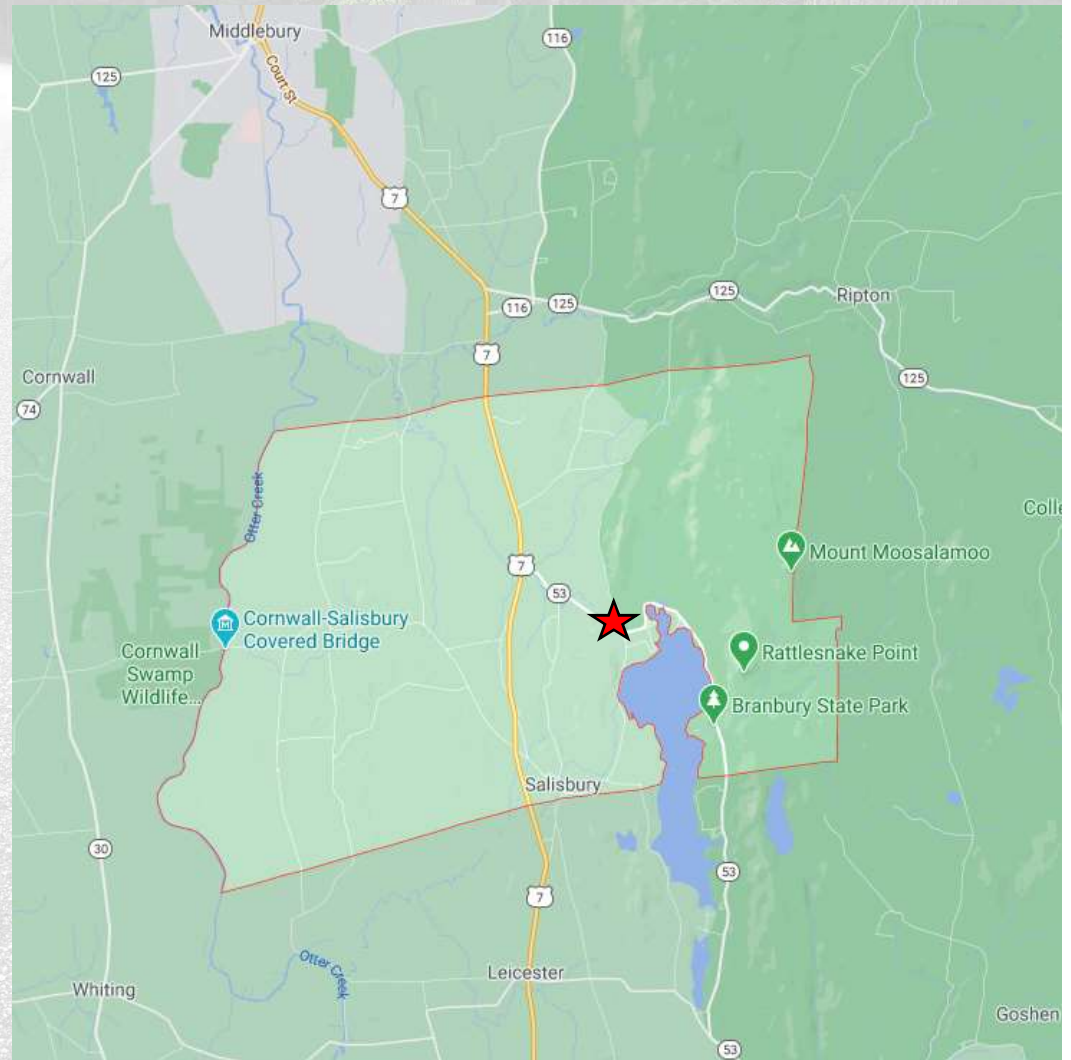 Middlebury
116
125
Court St
7
125
Ripton
116
125
7
Cornwall
125
74
Otter Creek
Colle
Mount Moosalamoo
7
53
Cornwall-Salisbury
Covered Bridge
Cornwall
Swamp
Wildlife...
Rattlesnake Point
Branbury State Park
Salisbury
30
53
7
Otter Creek
Leicester
Whiting
Goshen
53